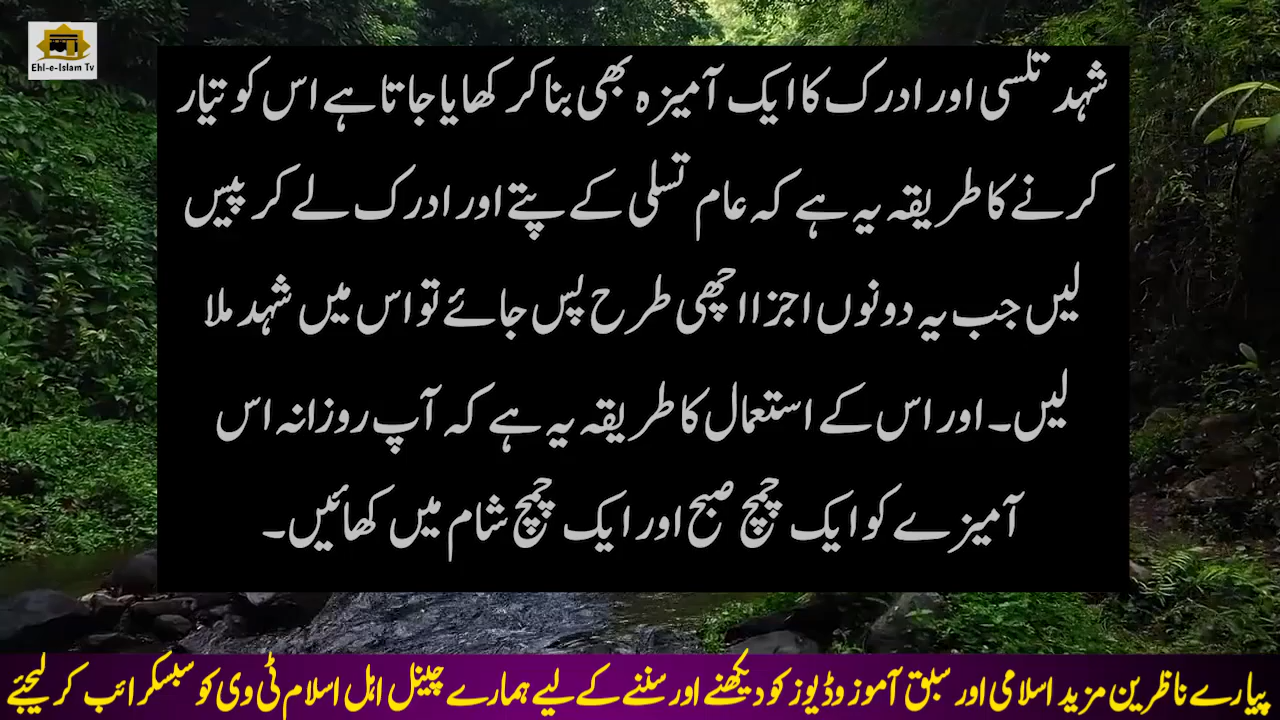 Ehl-e-Islam Tv
شہد تلسی اور ادرک کا ایک آمیزہ بھی بنا کر کھایا جاتا ہے اس کو تیار
کرنے کا طریقہ یہ ہے کہ عام تسلی کے پتے اور ادرک لے کر پیس
لیں جب یہ دونوں اجزا اچھی طرح پس جائے تو اس میں شہد ملا
لیں۔ اور اس کے استعمال کا طریقہ یہ ہے کہ آپ روزانہ اس
آمیزے کو ایک چمچ صبح اور ایک چمچ شام میں کھائیں۔
پیارے ناظرین مزید اسلامی اور سبق آموز وڈیوز کو دیکھنے اور سننے کے لیے ہمارے چینل اہل اسلام ٹی وی کو سبسکرائب کر لیجئے